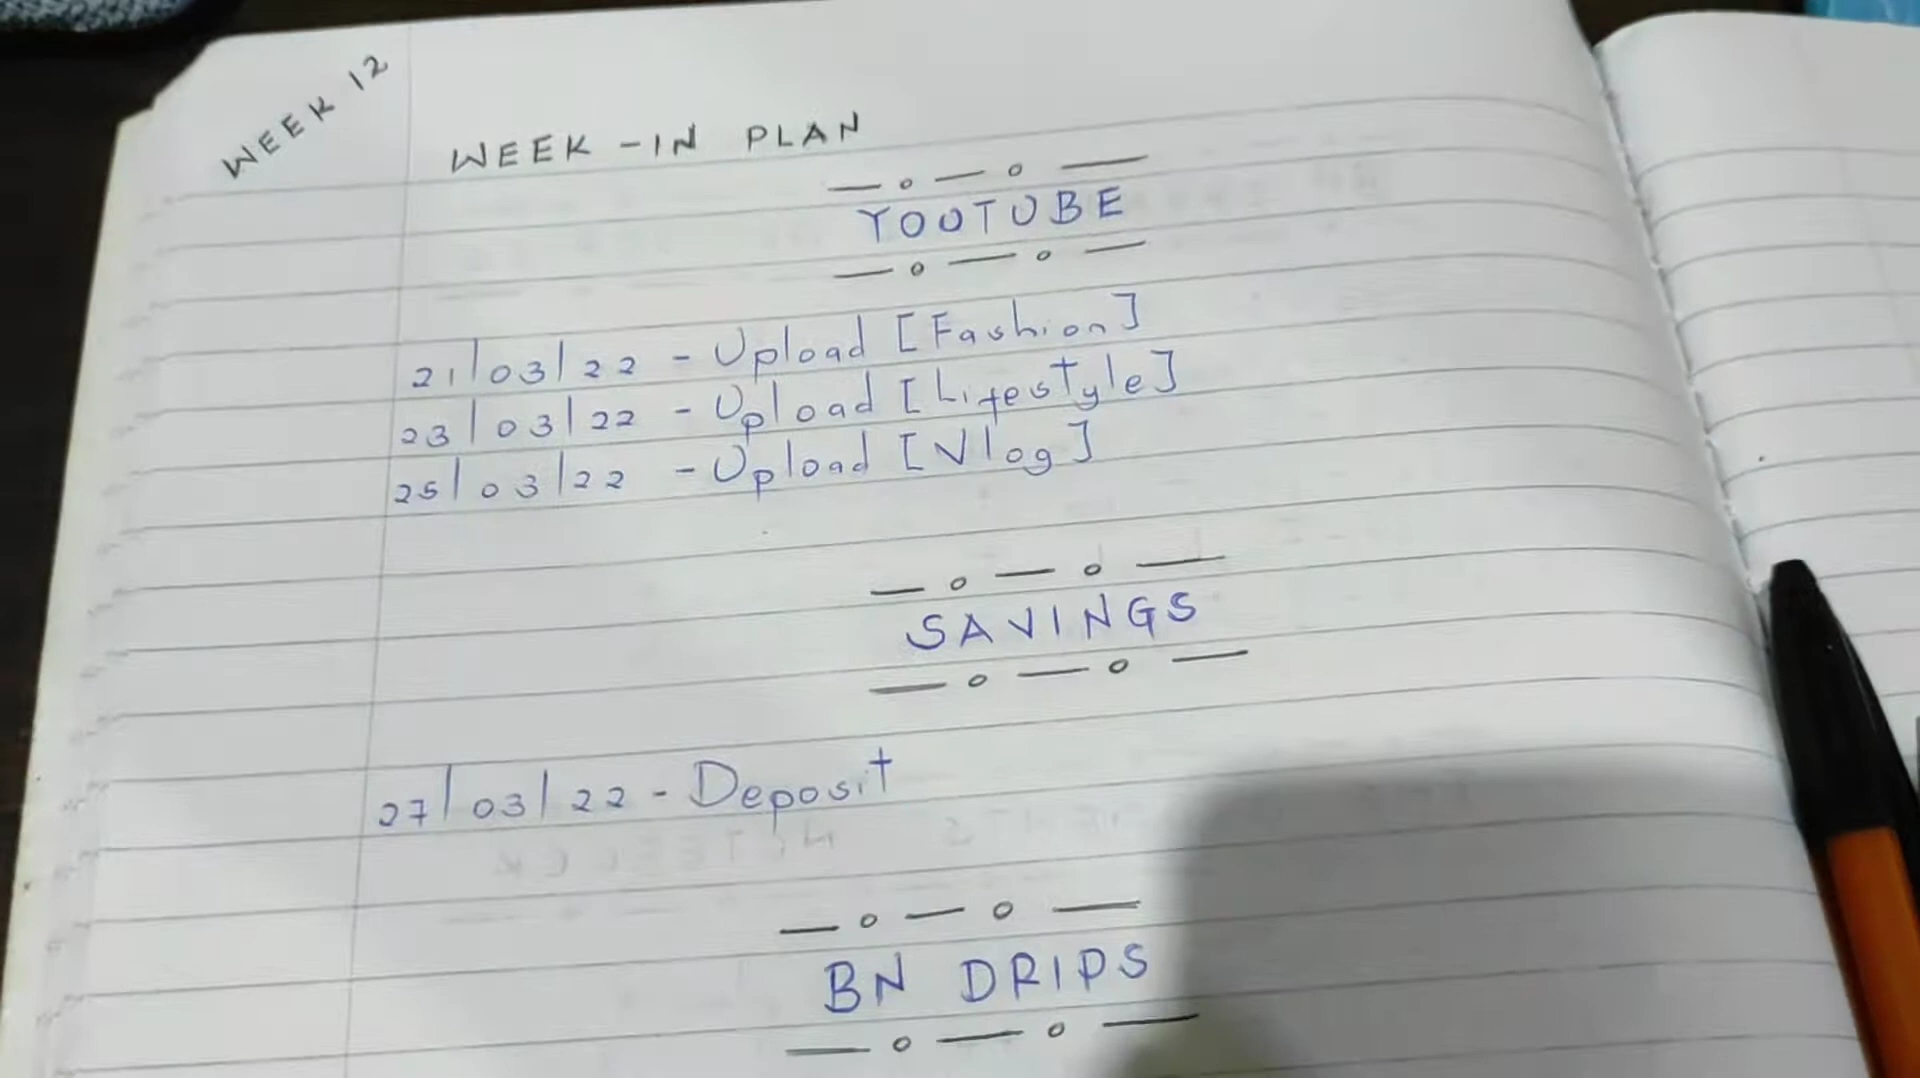 WEEK 12
WEEK-IN PLAN
YOUTUBE
21/03/22 - Upload [Fashion]
23/03/22 - Upload [Lifestyle]
25/03/22 - Upload [Vlog]
SAVINGS
27/03/22 - Deposit
BN DRIPS